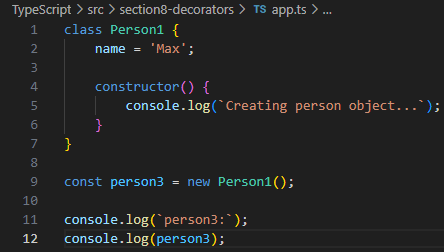 TypeScript > src > section8-decorators > TS app.ts > ...
1 class Person1 {
2     name = 'Max';
3
4     constructor() {
5         console.log(`Creating person object...`);
6     }
7 }
8
9 const person3 = new Person1();
10
11 console.log(`person3:`);
12 console.log(person3);